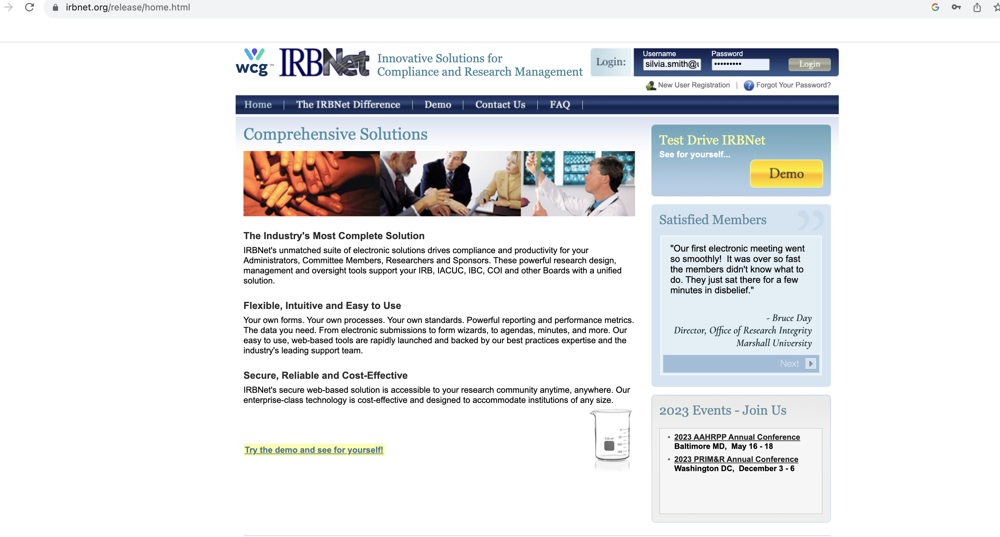 irbnet.org/release/home.html
wcg™
IRBNet
Innovative Solutions for
Compliance and Research Management
Login:
Username
Password
silvia.smith@
•••••••••
Login
New User Registration | Forgot Your Password?
Home | The IRBNet Difference | Demo | Contact Us | FAQ |
Comprehensive Solutions
The Industry's Most Complete Solution
IRBNet's unmatched suite of electronic solutions drives compliance and productivity for your
Administrators, Committee Members, Researchers and Sponsors. These powerful research design,
management and oversight tools support your IRB, IACUC, IBC, COI and other Boards with a unified
solution.
Flexible, Intuitive and Easy to Use
Your own forms. Your own processes. Your own standards. Powerful reporting and performance metrics.
The data you need. From electronic submissions to form wizards, to agendas, minutes, and more. Our
easy to use, web-based tools are rapidly launched and backed by our best practices expertise and the
industry's leading support team.
Secure, Reliable and Cost-Effective
IRBNet's secure web-based solution is accessible to your research community anytime, anywhere. Our
enterprise-class technology is cost-effective and designed to accommodate institutions of any size.
250 ml
0
50
100
150
Try the demo and see for yourself!
Test Drive IRBNet
See for yourself...
Demo
Satisfied Members
"Our first electronic meeting went
so smoothly!  It was over so fast
the members didn't know what to
do. They just sat there for a few
minutes in disbelief."
- Bruce Day
Director, Office of Research Integrity
Marshall University
Next
2023 Events - Join Us
• 2023 AAHRPP Annual Conference
Baltimore MD,  May 16 - 18
• 2023 PRIM&R Annual Conference
Washington DC,  December 3 - 6